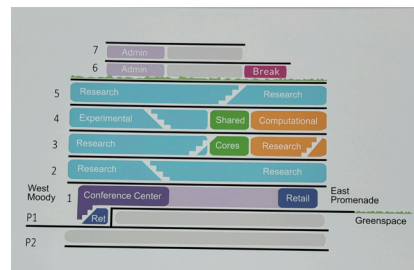 7 Admin
6 Admin Break
5 Research Research
4 Experimental Shared Computational
3 Research Cores Research
2 Research Research
West Moody 1 Conference Center Retail East Promenade
P1 Ret Greenspace
P2